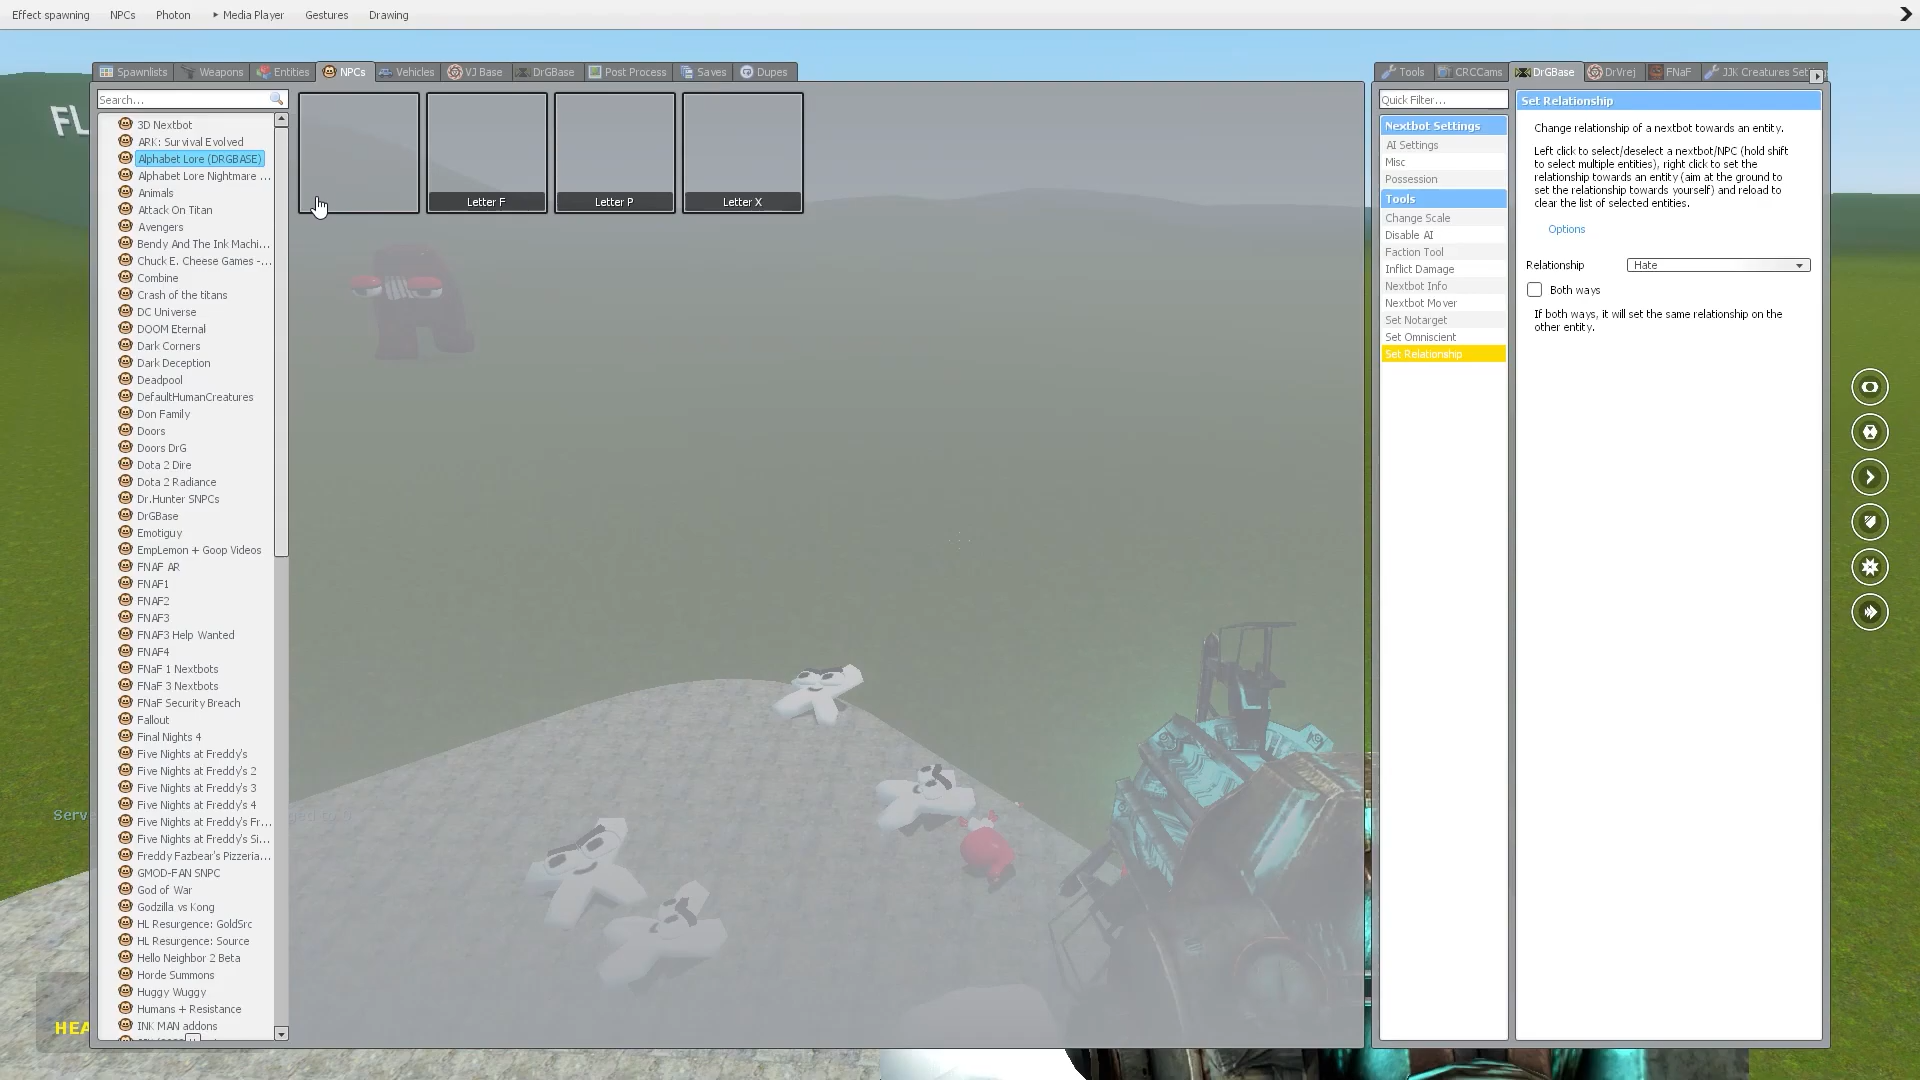 Effect spawning NPCs Photon Media Player Gestures Drawing
Spawnlists Weapons Entities NPCs Vehicles VJ Base DrGBase Post Process Saves Dupes
Search...
3D Nextbot
ARK: Survival Evolved
Alphabet Lore (DRGBASE)
Alphabet Lore Nightmare ...
Animals
Attack On Titan
Avengers
Bendy And The Ink Machi...
Chuck E. Cheese Games -...
Combine
Crash of the titans
DC Universe
DOOM Eternal
Dark Corners
Dark Deception
Deadpool
DefaultHumanCreatures
Don Family
Doors
Doors DrG
Dota 2 Dire
Dota 2 Radiance
Dr.Hunter SNPCs
DrGBase
Emotiguy
EmpLemon + Goop Videos
FNAF AR
FNAF1
FNAF2
FNAF3
FNAF3 Help Wanted
FNAF4
FNaF 1 Nextbots
FNaF 3 Nextbots
FNaF Security Breach
Fallout
Final Nights 4
Five Nights at Freddy's
Five Nights at Freddy's 2
Five Nights at Freddy's 3
Five Nights at Freddy's 4
Five Nights at Freddy's Fr...
Five Nights at Freddy's Si...
Freddy Fazbear's Pizzeria...
GMOD-FAN SNPC
God of War
Godzilla vs Kong
HL Resurgence: GoldSrc
HL Resurgence: Source
Hello Neighbor 2 Beta
Horde Summons
Huggy Wuggy
Humans + Resistance
INK MAN addons
Letter F
Letter P
Letter X
FL
Serv
HEA
Tools CRCCams DrGBase DrVrej FNaF JJK Creatures Set
Quick Filter...
Nextbot Settings
AI Settings
Misc
Possession
Tools
Change Scale
Disable AI
Faction Tool
Inflict Damage
Nextbot Info
Nextbot Mover
Set Notarget
Set Omniscient
Set Relationship
Set Relationship
Change relationship of a nextbot towards an entity.
Left click to select/deselect a nextbot/NPC (hold shift
to select multiple entities), right click to set the
relationship towards an entity (aim at the ground to
set the relationship towards yourself) and reload to
clear the list of selected entities.
Options
Relationship Hate
Both ways
If both ways, it will set the same relationship on the
other entity.